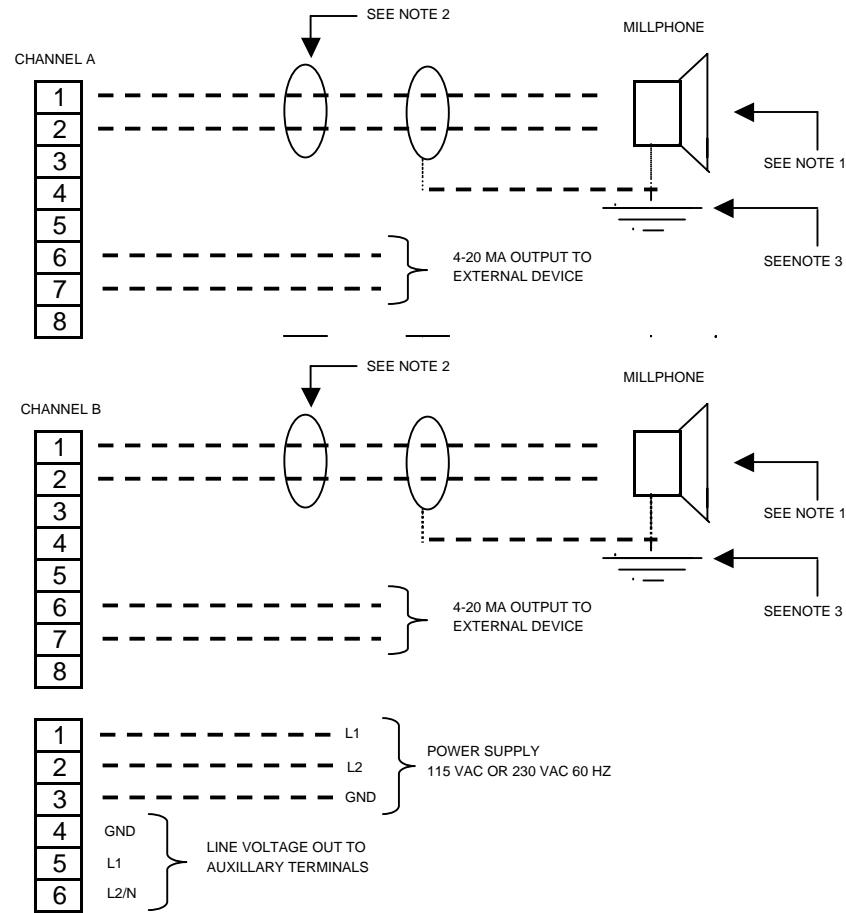 SEE NOTE 2
MILLPHONE
CHANNEL A
1
2
3
4
5
6
7
8
SEE NOTE 1
SEENOTE 3
4-20 MA OUTPUT TO
EXTERNAL DEVICE
SEE NOTE 2
MILLPHONE
CHANNEL B
1
2
3
4
5
6
7
8
SEE NOTE 1
SEENOTE 3
4-20 MA OUTPUT TO
EXTERNAL DEVICE
1
2
3
4
5
6
L1
L2
GND
POWER SUPPLY
115 VAC OR 230 VAC 60 HZ
GND
L1
L2/N
LINE VOLTAGE OUT TO
AUXILLARY TERMINALS